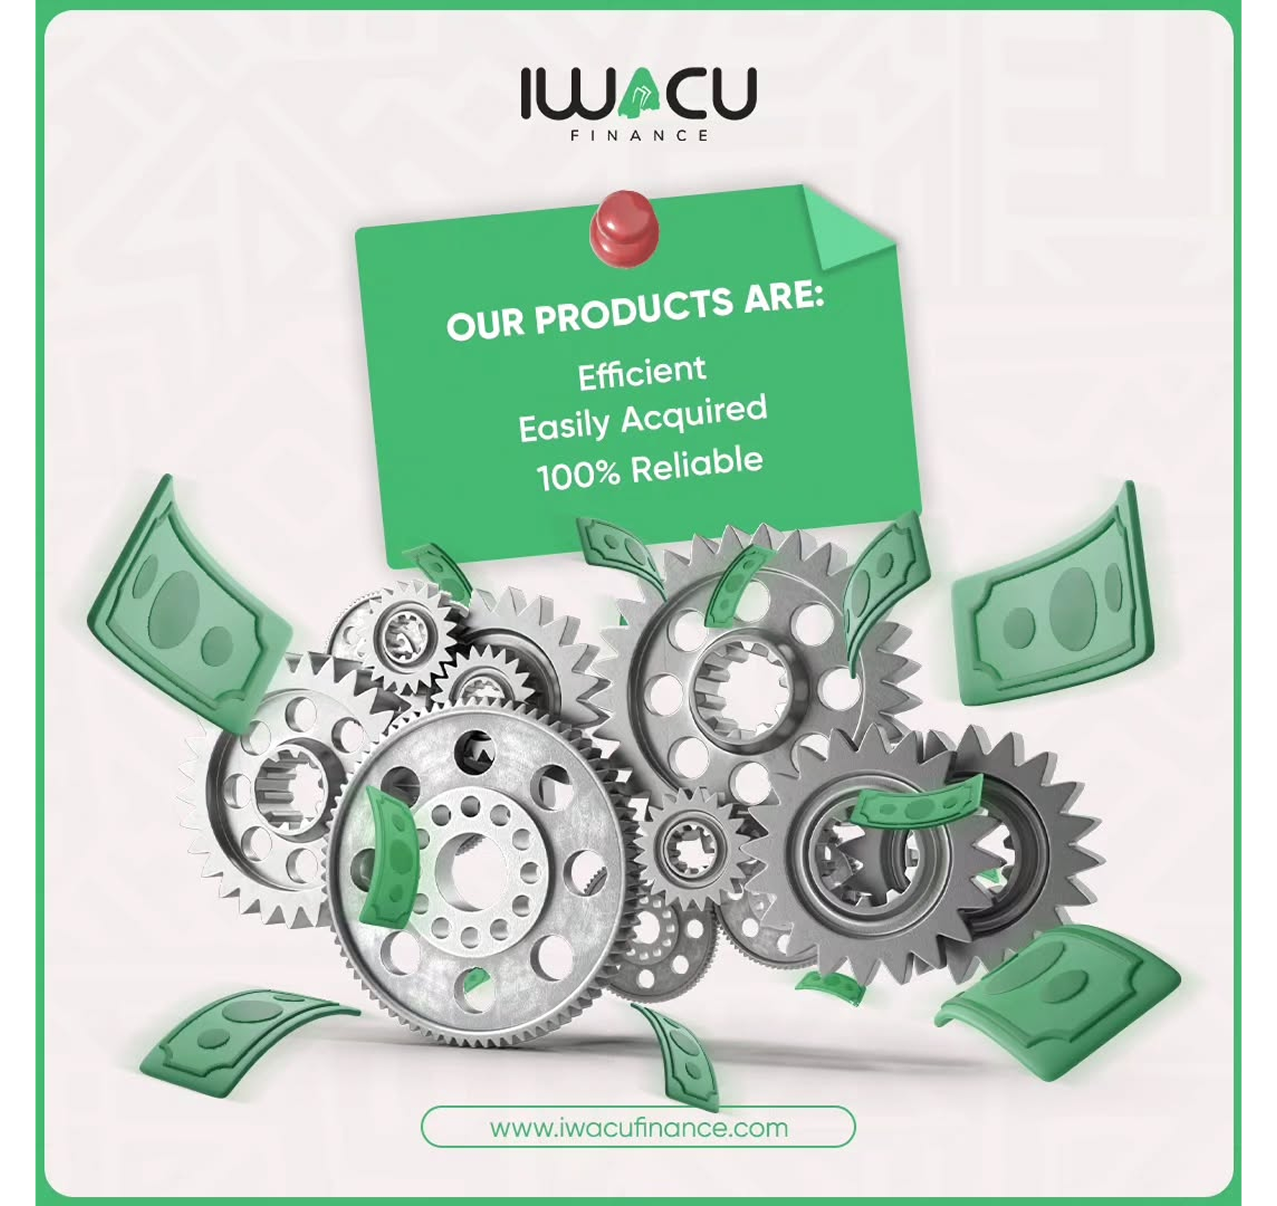 IWACU
FINANCE
OUR PRODUCTS ARE:
Efficient
Easily Acquired
100% Reliable
www.iwacufinance.com